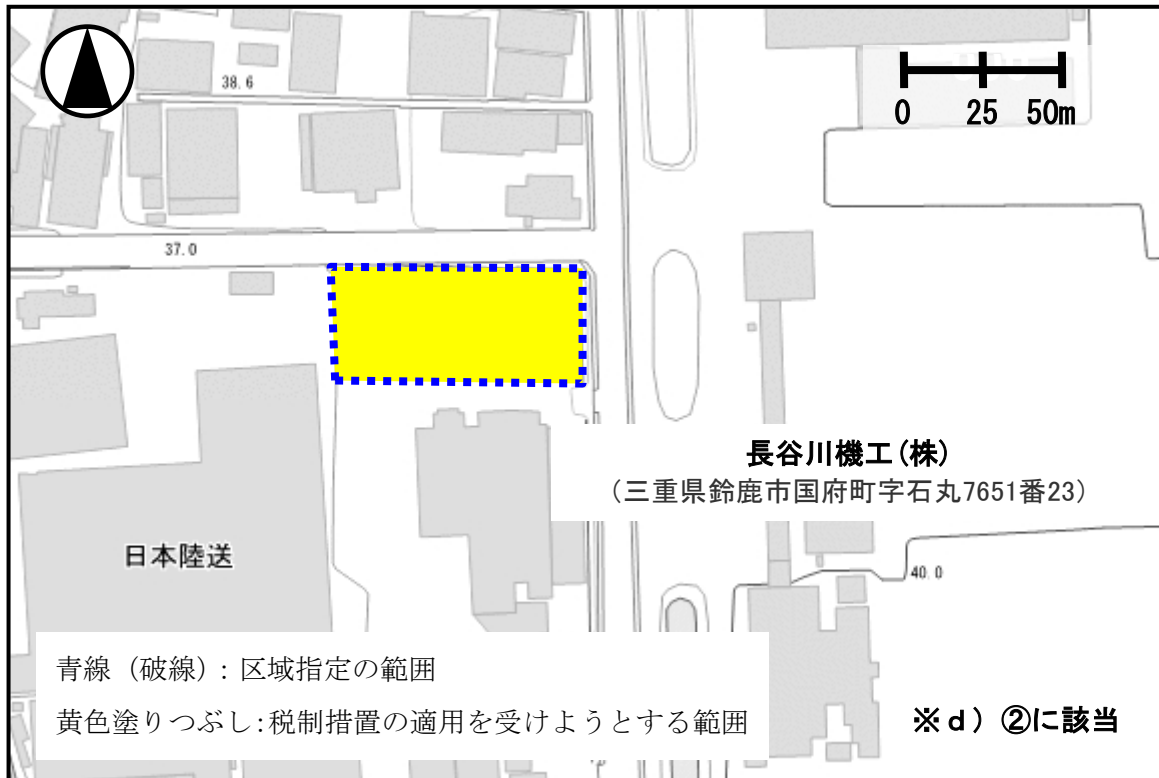 38.6
0 25 50m
37.0
長谷川機工(株)
（三重県鈴鹿市国府町字石丸7651番23）
日本陸送
40.0
青線（破線）：区域指定の範囲
黄色塗りつぶし：税制措置の適用を受けようとする範囲
※ｄ）②に該当